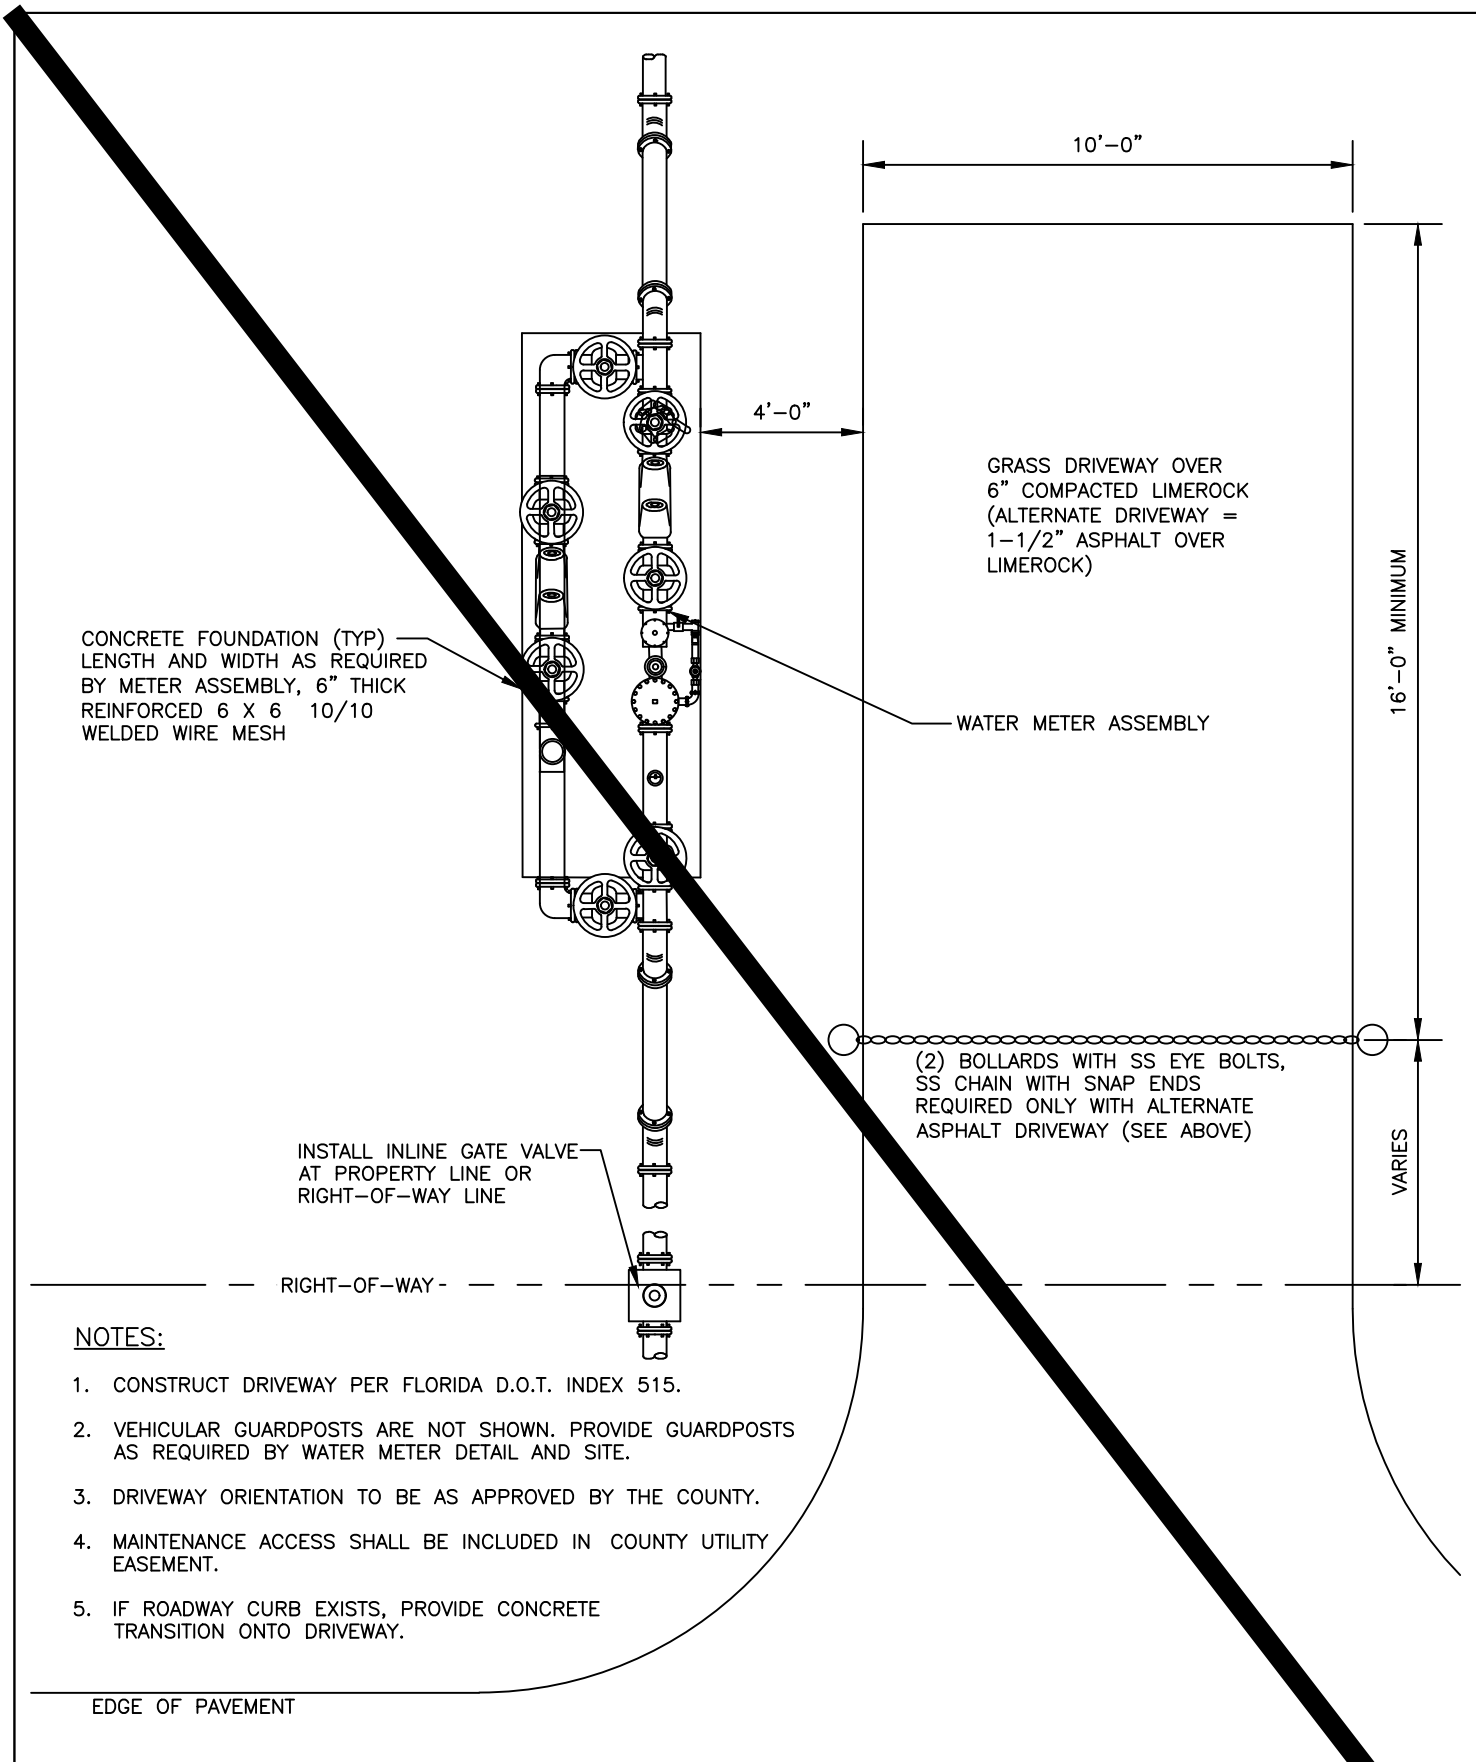 10'-0"
4'-0"
GRASS DRIVEWAY OVER
6" COMPACTED LIMEROCK
(ALTERNATE DRIVEWAY =
1-1/2" ASPHALT OVER
LIMEROCK)
16'-0" MINIMUM
CONCRETE FOUNDATION (TYP)
LENGTH AND WIDTH AS REQUIRED
BY METER ASSEMBLY, 6" THICK
REINFORCED 6 X 6 10/10
WELDED WIRE MESH
WATER METER ASSEMBLY
(2) BOLLARDS WITH SS EYE BOLTS,
SS CHAIN WITH SNAP ENDS
REQUIRED ONLY WITH ALTERNATE
ASPHALT DRIVEWAY (SEE ABOVE)
VARIES
INSTALL INLINE GATE VALVE
AT PROPERTY LINE OR
RIGHT-OF-WAY LINE
RIGHT-OF-WAY
NOTES:
1. CONSTRUCT DRIVEWAY PER FLORIDA D.O.T. INDEX 515.
2. VEHICULAR GUARDPOSTS ARE NOT SHOWN. PROVIDE GUARDPOSTS
AS REQUIRED BY WATER METER DETAIL AND SITE.
3. DRIVEWAY ORIENTATION TO BE AS APPROVED BY THE COUNTY.
4. MAINTENANCE ACCESS SHALL BE INCLUDED IN COUNTY UTILITY
EASEMENT.
5. IF ROADWAY CURB EXISTS, PROVIDE CONCRETE
TRANSITION ONTO DRIVEWAY.
EDGE OF PAVEMENT